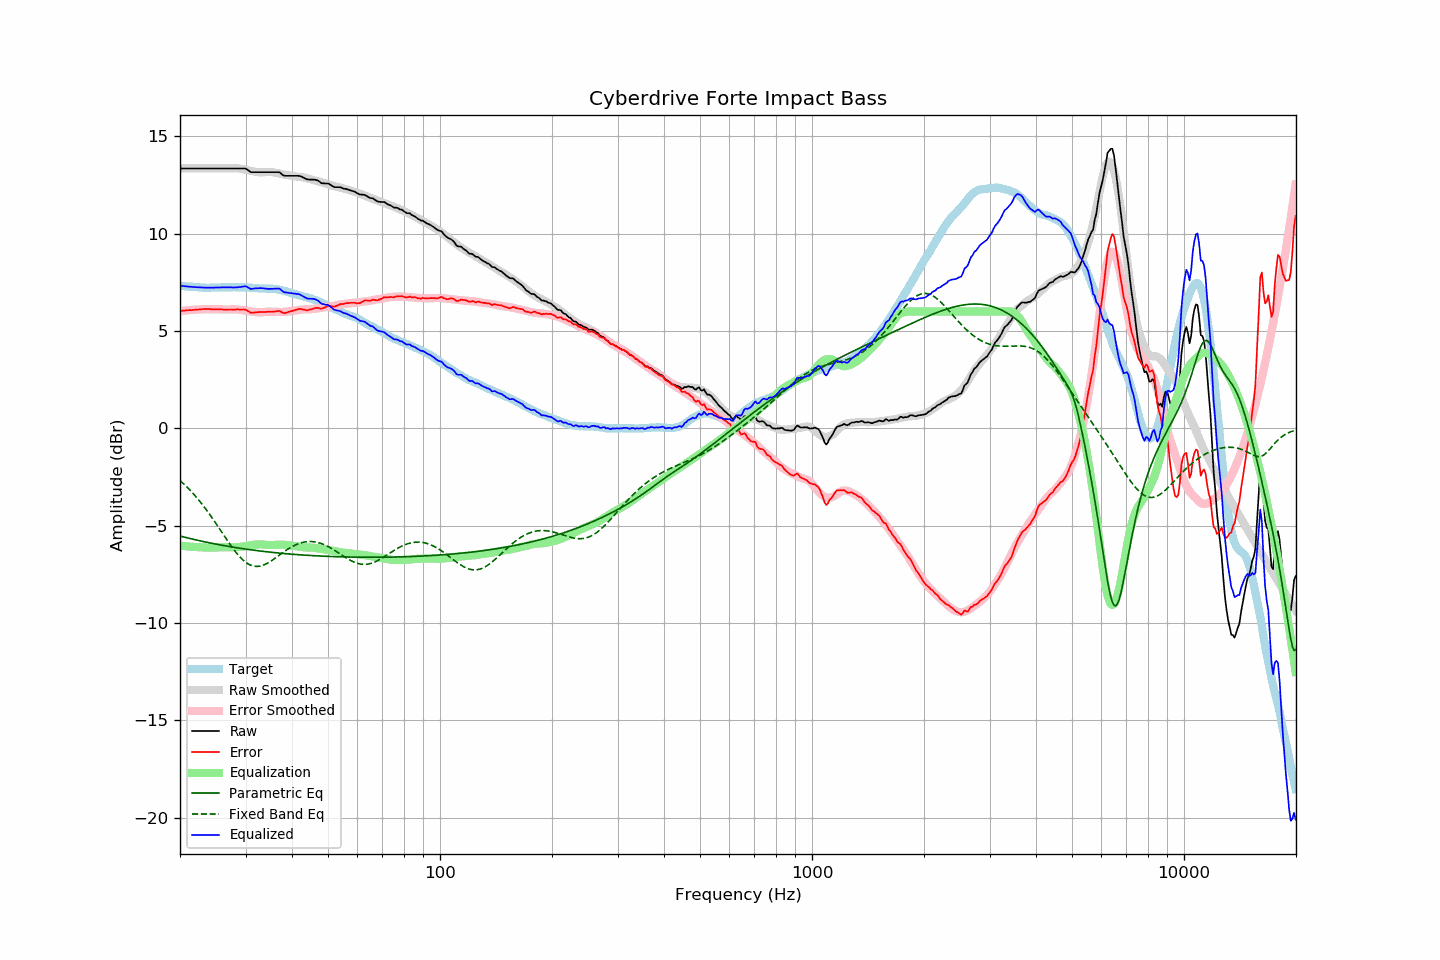 Cyberdrive Forte Impact Bass
Amplitude (dBr)
15
10
5
0
−5
−10
−15
−20
Target
Raw Smoothed
Error Smoothed
Raw
Error
Equalization
Parametric Eq
Fixed Band Eq
Equalized
100
1000
10000
Frequency (Hz)